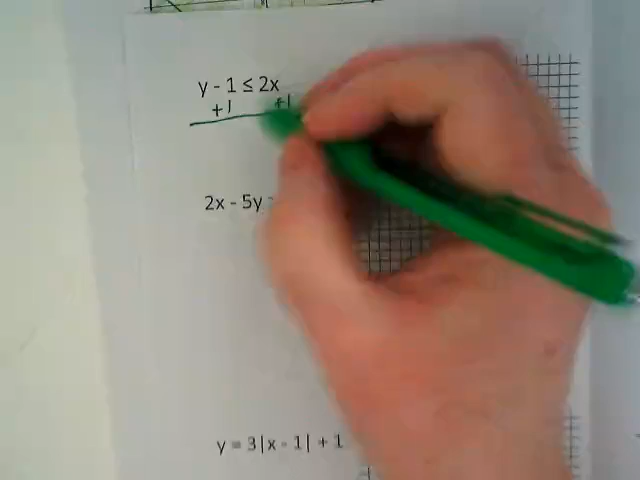 y - 1 ≤ 2x
+1 +1
2x - 5y
y = 3|x - 1| + 1